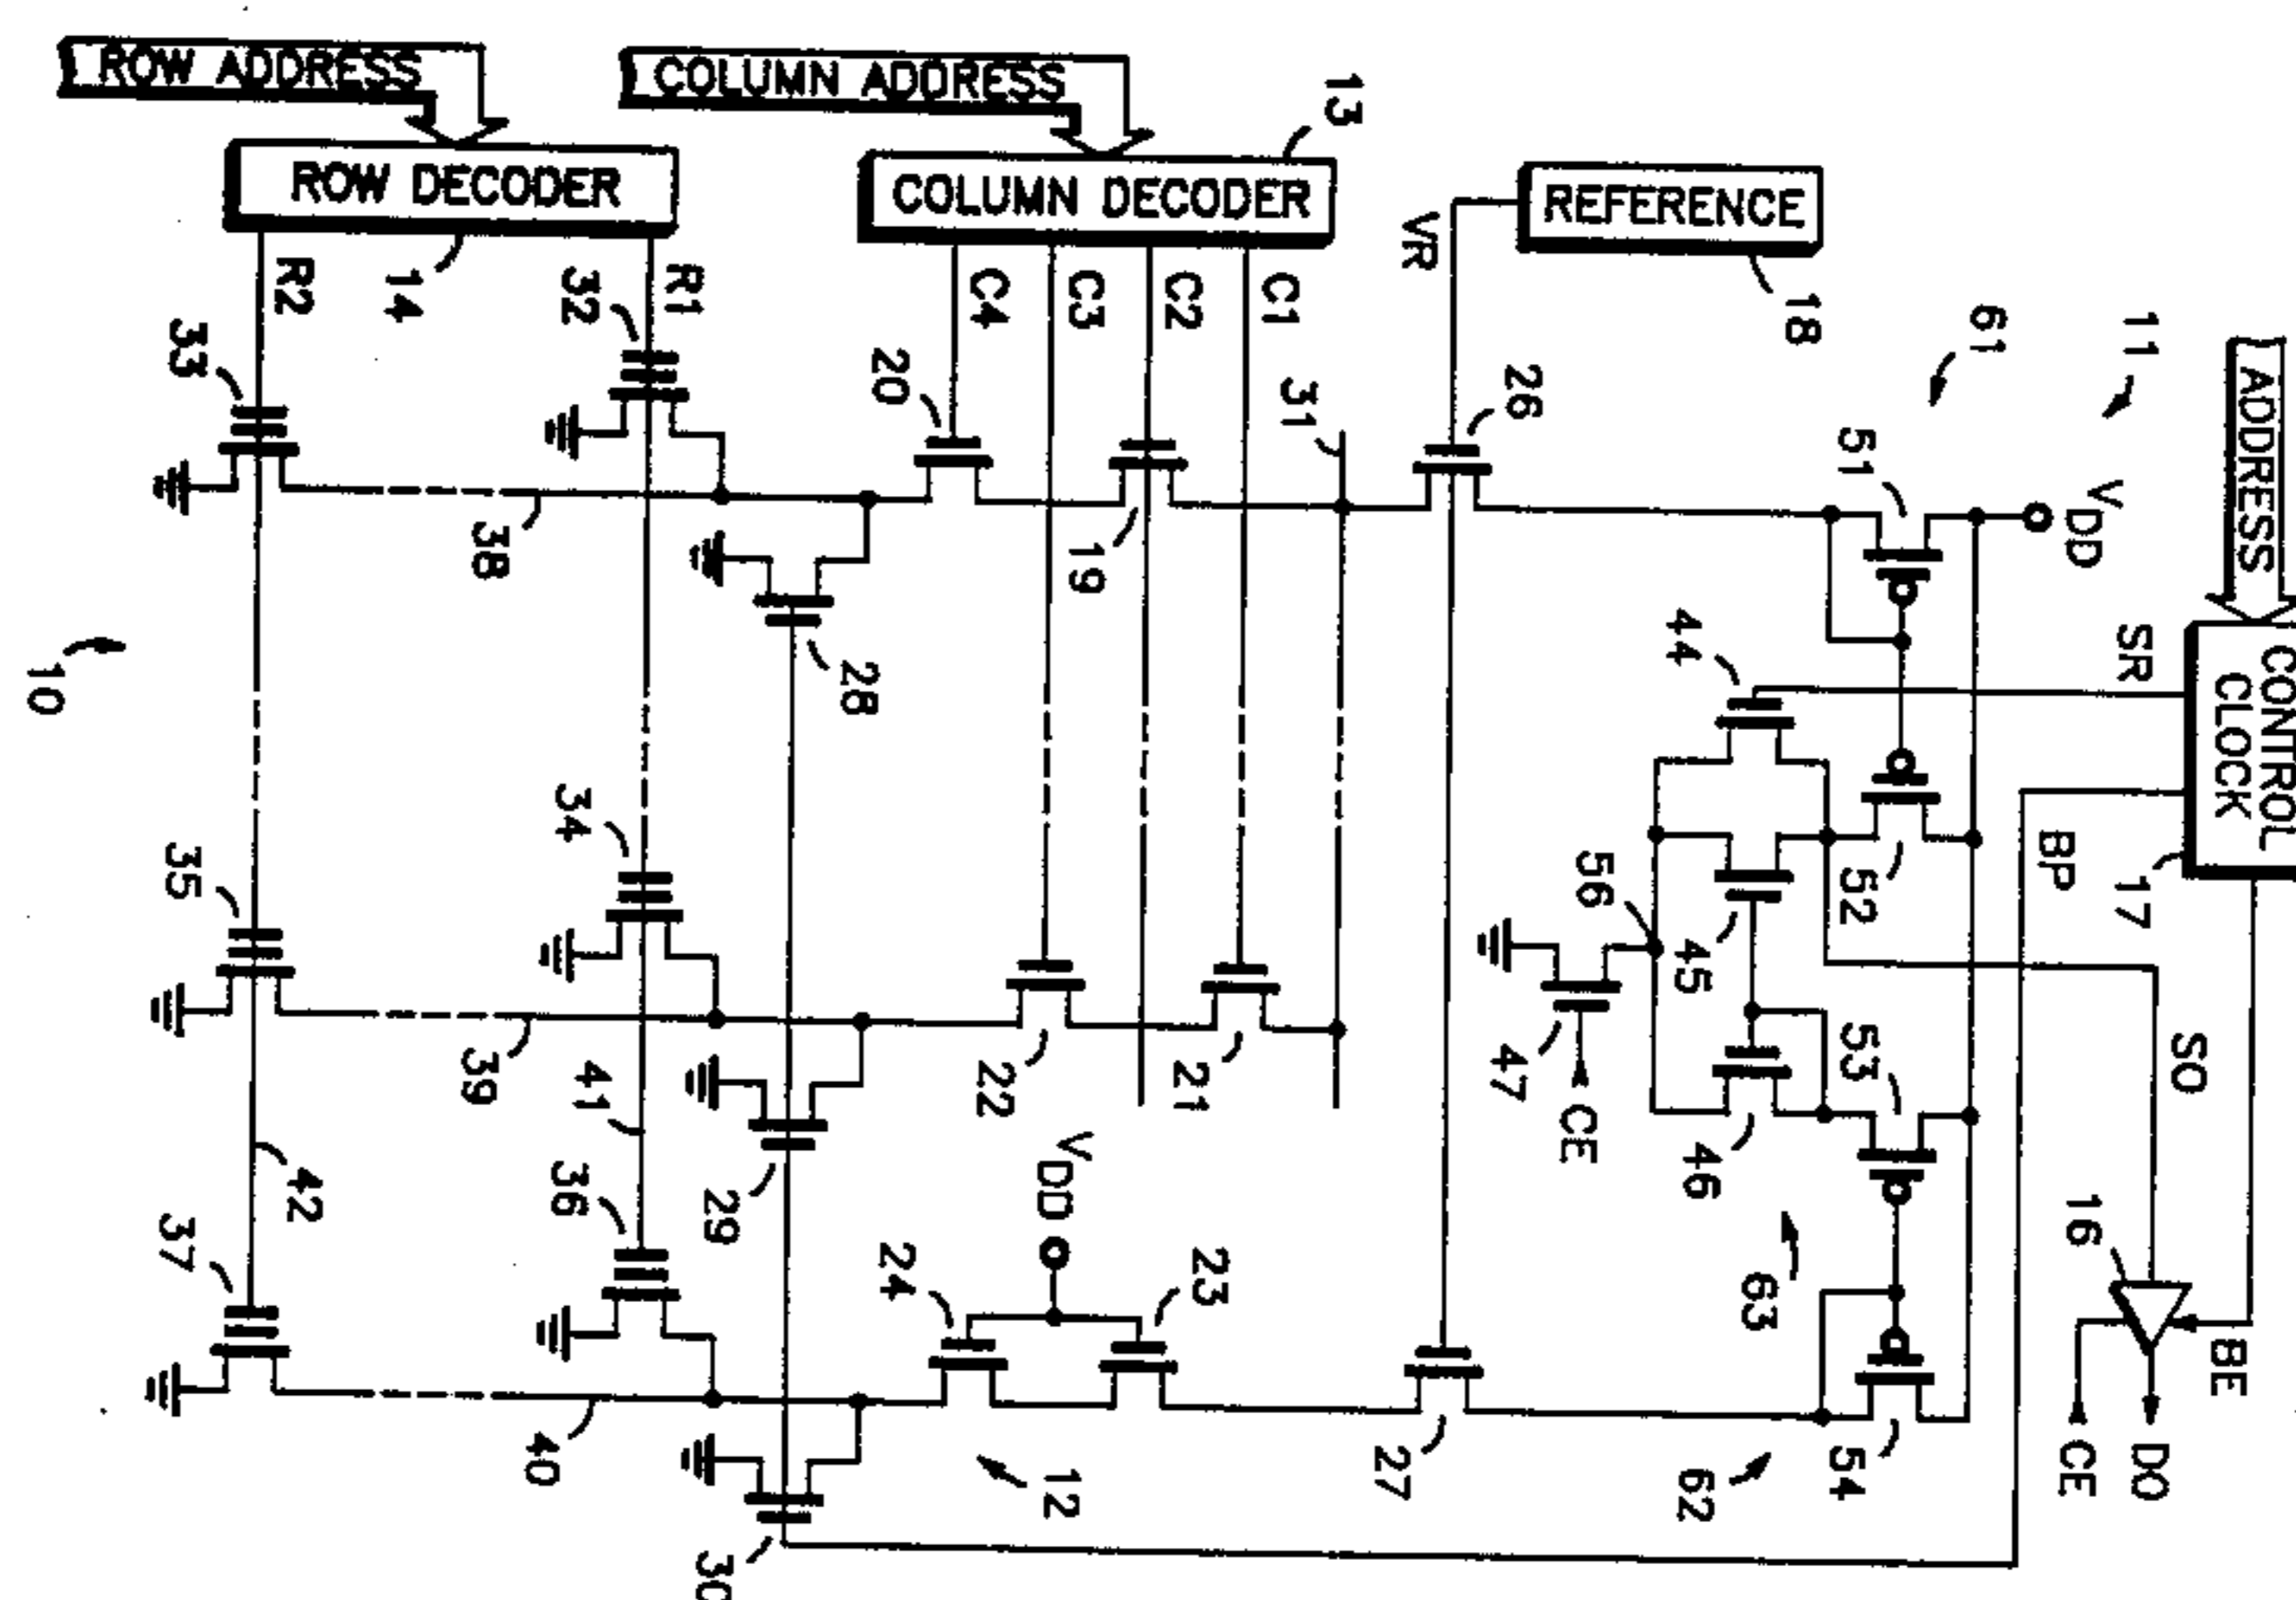 ROW ADDRESS
COLUMN ADDRESS
13
ROW DECODER
COLUMN DECODER
REFERENCE
VR
18
R2
14
32
R1
C4
C3
C2
C1
33
20
31
26
61
11
ADDRESS
51
VDD
38
19
10
28
44
SR
CONTROL
CLOCK
34
35
56
45
52
BP
17
39
41
22
21
47
CE
46
53
SO
42
36
29
VDD
37
24
23
63
16
BE
40
12
27
62
54
CE
DO
30